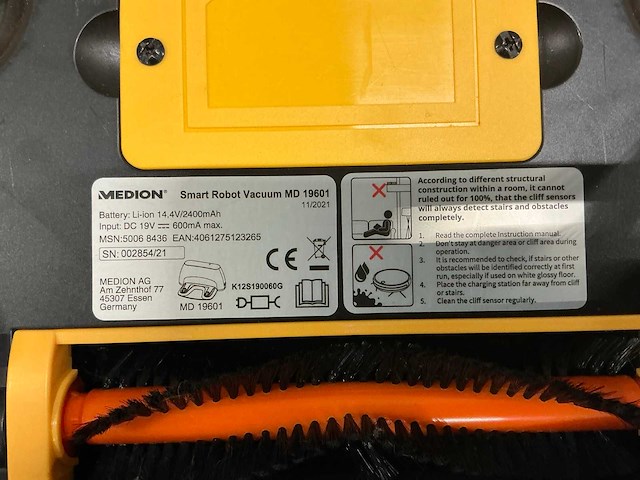 MEDION® Smart Robot Vacuum MD 19601
11/2021
Battery: Li-ion 14,4V/2400mAh
Input: DC 19V ⎓ 600mA max.
MSN:5006 8436 EAN:4061275123265
SN: 002854/21
CE
MEDION AG
Am Zehnthof 77
45307 Essen
Germany
MD 19601
K12S190060G
According to different structural
construction within a room, it cannot
ruled out for 100%, that the cliff sensors
will always detect stairs and obstacles
completely.
1. Read the complete Instruction manual.
2. Don't stay at danger area or cliff area during
operation.
3. It is recommended to check, if stairs or other
obstacles will be identified correctly at first
run, especially if used on white glossy floor.
4. Place the charging station far away from cliff
or stairs.
5. Clean the cliff sensor regularly.